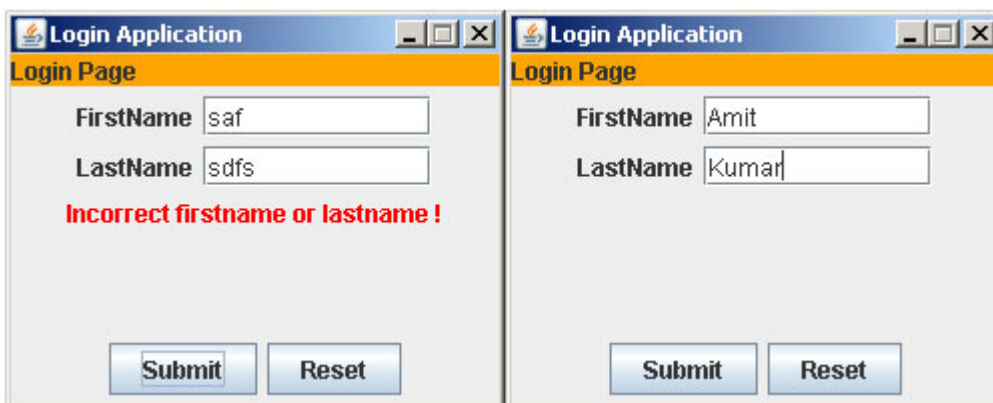 Login Application
Login Page
FirstName saf
LastName sdfs
Incorrect firstname or lastname !
Submit Reset
Login Application
Login Page
FirstName Amit
LastName Kumar
Submit Reset